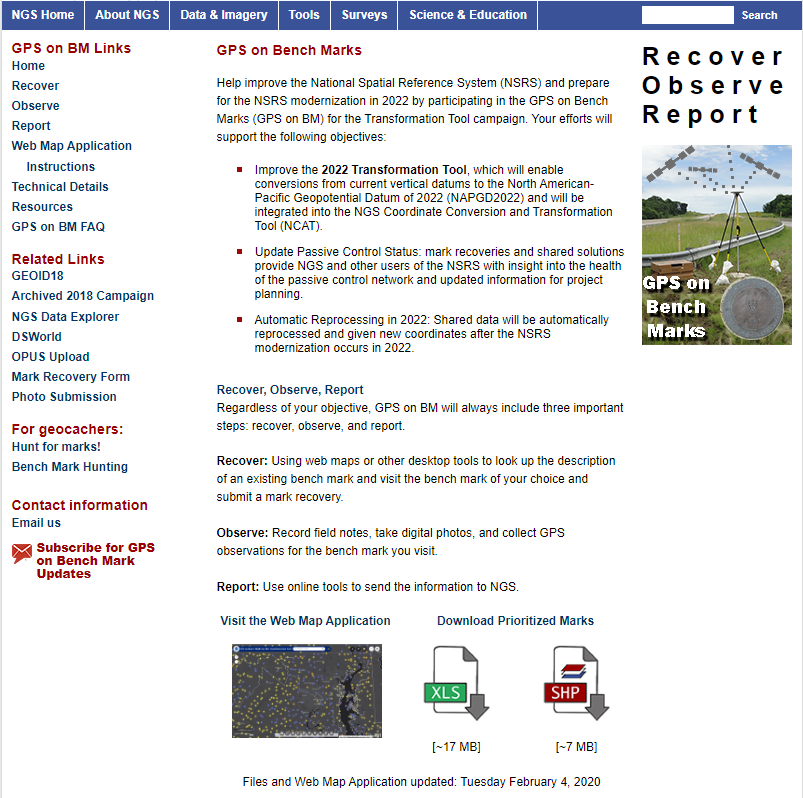 NGS Home
About NGS
Data & Imagery
Tools
Surveys
Science & Education
Search
GPS on BM Links
Home
Recover
Observe
Report
Web Map Application
Instructions
Technical Details
Resources
GPS on BM FAQ
Related Links
GEOID18
Archived 2018 Campaign
NGS Data Explorer
DSWorld
OPUS Upload
Mark Recovery Form
Photo Submission
For geocachers:
Hunt for marks!
Bench Mark Hunting
Contact information
Email us
Subscribe for GPS
on Bench Mark
Updates
GPS on Bench Marks
Help improve the National Spatial Reference System (NSRS) and prepare
for the NSRS modernization in 2022 by participating in the GPS on Bench
Marks (GPS on BM) for the Transformation Tool campaign. Your efforts will
support the following objectives:
Improve the 2022 Transformation Tool, which will enable
conversions from current vertical datums to the North American-
Pacific Geopotential Datum of 2022 (NAPGD2022) and will be
integrated into the NGS Coordinate Conversion and Transformation
Tool (NCAT).
Update Passive Control Status: mark recoveries and shared solutions
provide NGS and other users of the NSRS with insight into the health
of the passive control network and updated information for project
planning.
Automatic Reprocessing in 2022: Shared data will be automatically
reprocessed and given new coordinates after the NSRS
modernization occurs in 2022.
Recover, Observe, Report
Regardless of your objective, GPS on BM will always include three important
steps: recover, observe, and report.
Recover: Using web maps or other desktop tools to look up the description
of an existing bench mark and visit the bench mark of your choice and
submit a mark recovery.
Observe: Record field notes, take digital photos, and collect GPS
observations for the bench mark you visit.
Report: Use online tools to send the information to NGS.
Visit the Web Map Application
Download Prioritized Marks
XLS
SHP
[~17 MB]
[~7 MB]
Files and Web Map Application updated: Tuesday February 4, 2020
Recover
Observe
Report
GPS on
Bench
Marks